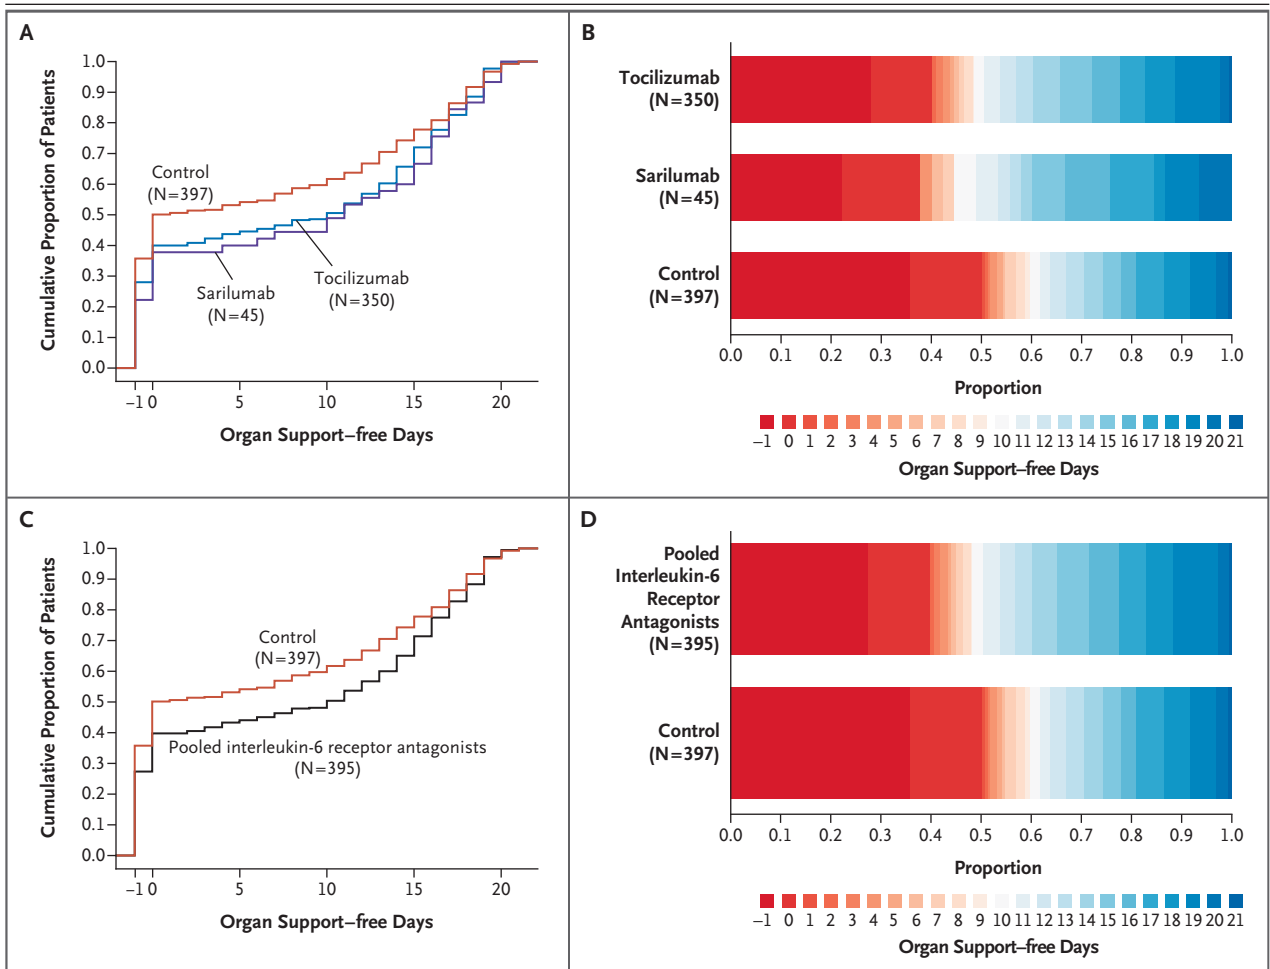 A
Cumulative Proportion of Patients
1.0
0.9
0.8
0.7
0.6
0.5
0.4
0.3
0.2
0.1
0.0
Control
(N=397)
Sarilumab
(N=45)
Tocilizumab
(N=350)
−1 0 5 10 15 20
Organ Support–free Days
B
Tocilizumab
(N=350)
Sarilumab
(N=45)
Control
(N=397)
0.0 0.1 0.2 0.3 0.4 0.5 0.6 0.7 0.8 0.9 1.0
Proportion
−1 0 1 2 3 4 5 6 7 8 9 10 11 12 13 14 15 16 17 18 19 20 21
Organ Support–free Days
C
Cumulative Proportion of Patients
1.0
0.9
0.8
0.7
0.6
0.5
0.4
0.3
0.2
0.1
0.0
Control
(N=397)
Pooled interleukin-6 receptor antagonists
(N=395)
−1 0 5 10 15 20
Organ Support–free Days
D
Pooled
Interleukin-6
Receptor
Antagonists
(N=395)
Control
(N=397)
0.0 0.1 0.2 0.3 0.4 0.5 0.6 0.7 0.8 0.9 1.0
Proportion
−1 0 1 2 3 4 5 6 7 8 9 10 11 12 13 14 15 16 17 18 19 20 21
Organ Support–free Days